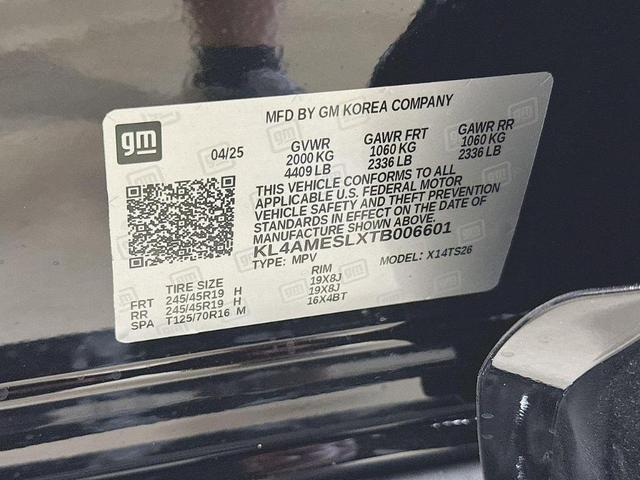 MFD BY GM KOREA COMPANY
gm
04/25
GVWR GAWR FRT GAWR RR
2000 KG 1060 KG 1060 KG
4409 LB 2336 LB 2336 LB
THIS VEHICLE CONFORMS TO ALL
APPLICABLE U.S. FEDERAL MOTOR
VEHICLE SAFETY AND THEFT PREVENTION
STANDARDS IN EFFECT ON THE DATE OF
MANUFACTURE SHOWN ABOVE.
KL4AMESLXTB006601
TYPE: MPV MODEL: X14TS26
TIRE SIZE RIM
FRT 245/45R19 H 19X8J
RR 245/45R19 H 19X8J
SPA T125/70R16 M 16X4BT